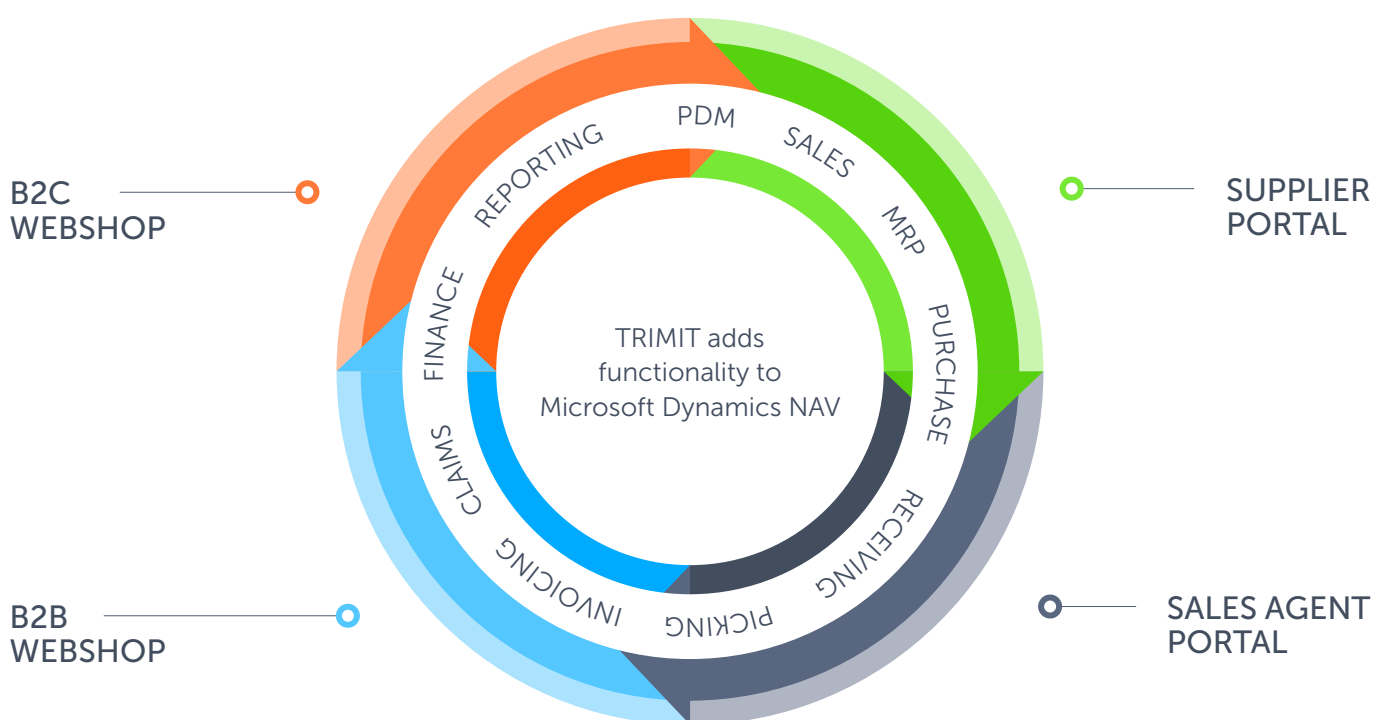 PDM
SALES
MRP
PURCHASE
RECEIVING
PICKING
INVOICING
CLAIMS
FINANCE
REPORTING
B2C
WEBSHOP
SUPPLIER
PORTAL
TRIMIT adds
functionality to
Microsoft Dynamics NAV
B2B
WEBSHOP
SALES AGENT
PORTAL